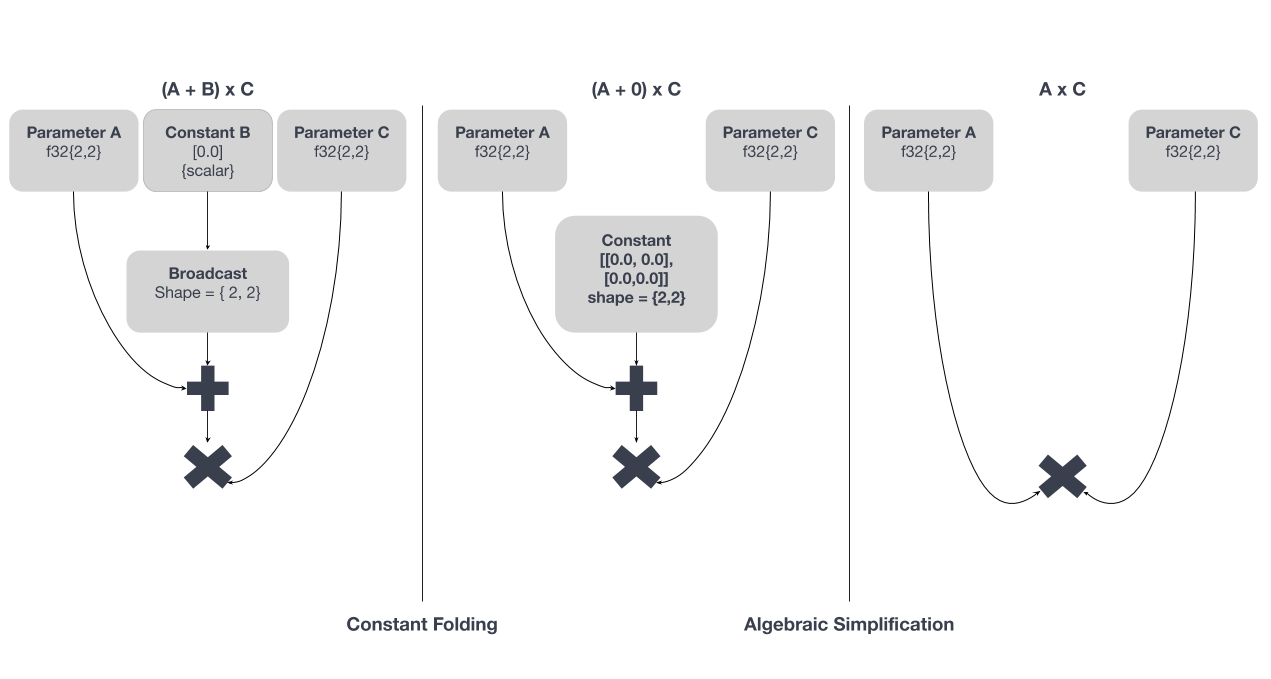 (A + B) x C
Parameter A
f32{2,2}
Constant B
[0.0]
{scalar}
Parameter C
f32{2,2}
Broadcast
Shape = { 2, 2}
(A + 0) x C
Parameter A
f32{2,2}
Parameter C
f32{2,2}
Constant
[[0.0, 0.0],
[0.0,0.0]]
shape = {2,2}
A x C
Parameter A
f32{2,2}
Parameter C
f32{2,2}
Constant Folding
Algebraic Simplification